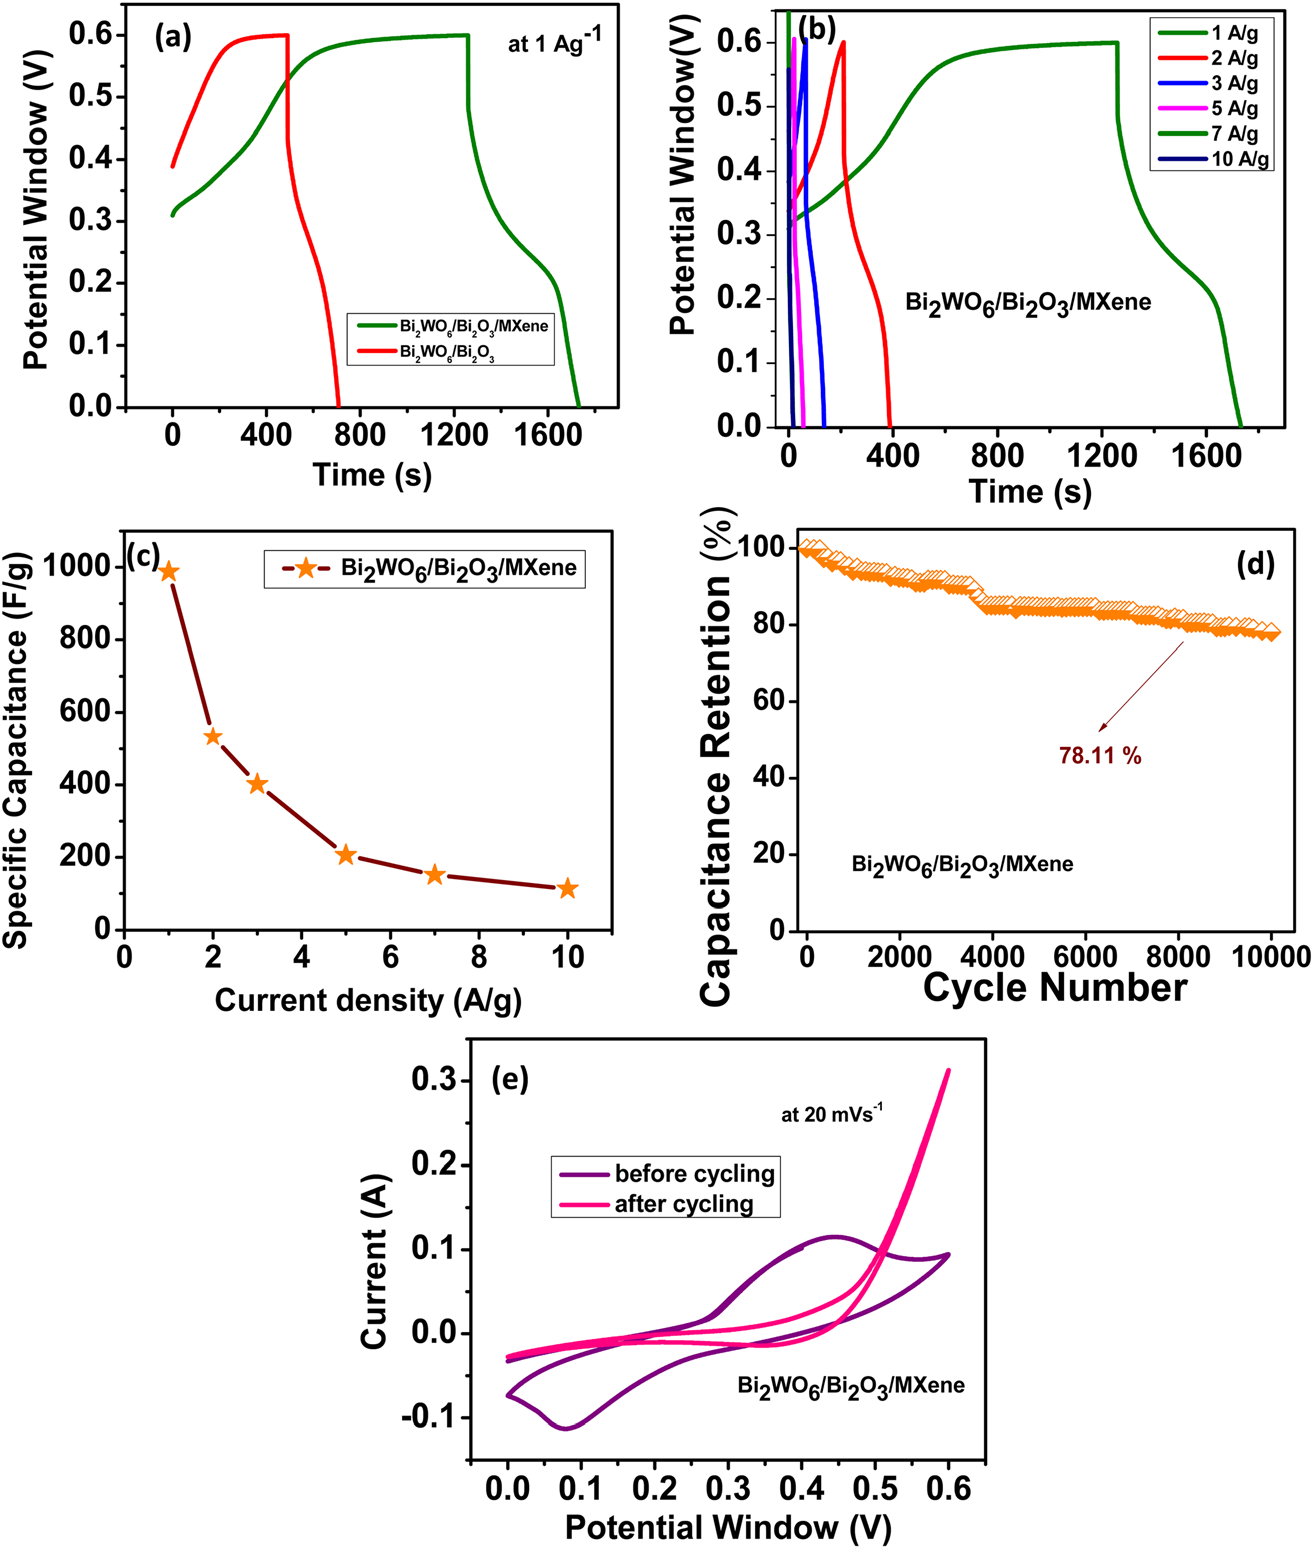 (a)
at 1 Ag⁻¹
Potential Window (V)
0.6
0.5
0.4
0.3
0.2
0.1
0.0
Bi₂WO₆/Bi₂O₃/MXene
Bi₂WO₆/Bi₂O₃
0 400 800 1200 1600
Time (s)
(b)
Potential Window(V)
0.6
0.5
0.4
0.3
0.2
0.1
0.0
1 A/g
2 A/g
3 A/g
5 A/g
7 A/g
10 A/g
Bi₂WO₆/Bi₂O₃/MXene
0 400 800 1200 1600
Time (s)
(c)
Specific Capacitance (F/g)
1000
800
600
400
200
0
Bi₂WO₆/Bi₂O₃/MXene
0 2 4 6 8 10
Current density (A/g)
(d)
Capacitance Retention (%)
100
80
60
40
20
0
78.11 %
Bi₂WO₆/Bi₂O₃/MXene
0 2000 4000 6000 8000 10000
Cycle Number
(e)
at 20 mVs⁻¹
Current (A)
0.3
0.2
0.1
0.0
-0.1
before cycling
after cycling
Bi₂WO₆/Bi₂O₃/MXene
0.0 0.1 0.2 0.3 0.4 0.5 0.6
Potential Window (V)